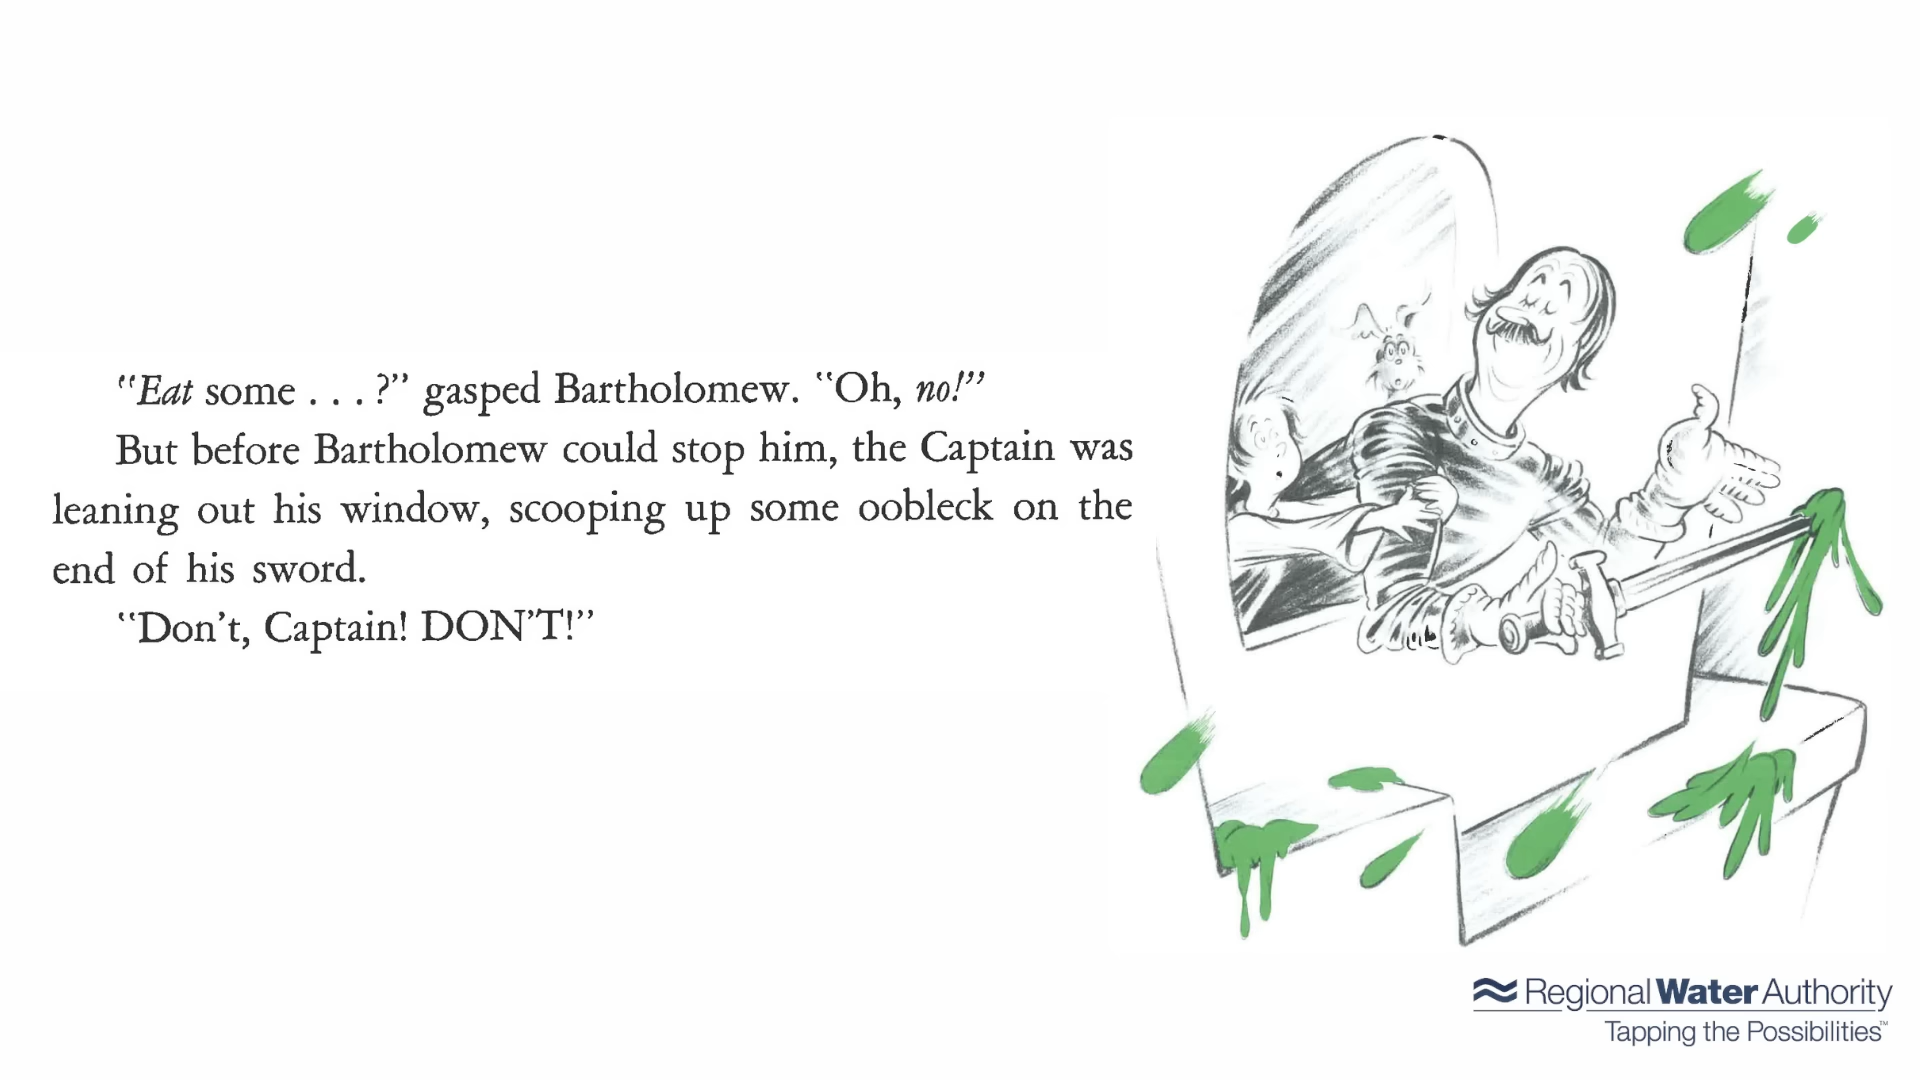 “Eat some . . . ?” gasped Bartholomew. “Oh, no!”
But before Bartholomew could stop him, the Captain was
leaning out his window, scooping up some oobleck on the
end of his sword.
“Don’t, Captain! DON’T!”
Regional Water Authority
Tapping the Possibilities™